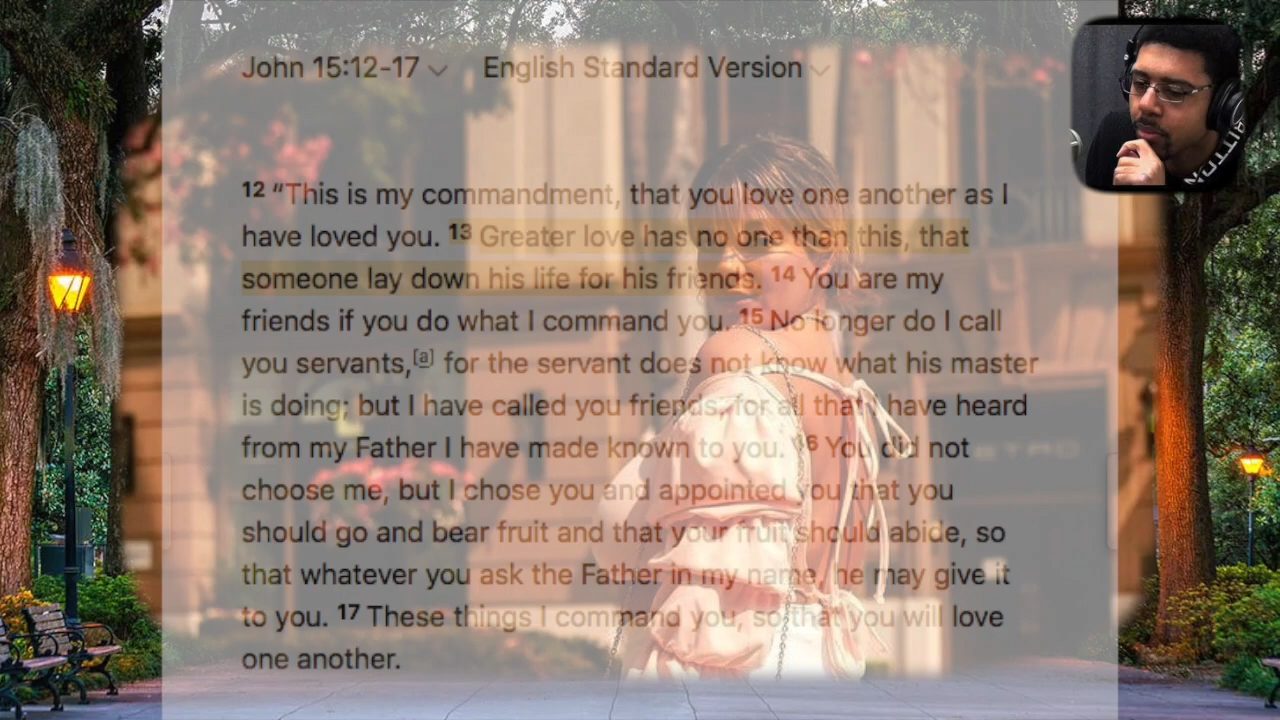 John 15:12-17 English Standard Version
12 "This is my commandment, that you love one another as I
have loved you. 13 Greater love has no one than this, that
someone lay down his life for his friends. 14 You are my
friends if you do what I command you. 15 No longer do I call
you servants,[a] for the servant does not know what his master
is doing; but I have called you friends, for all that I have heard
from my Father I have made known to you. 16 You did not
choose me, but I chose you and appointed you that you
should go and bear fruit and that your fruit should abide, so
that whatever you ask the Father in my name, he may give it
to you. 17 These things I command you, so that you will love
one another.